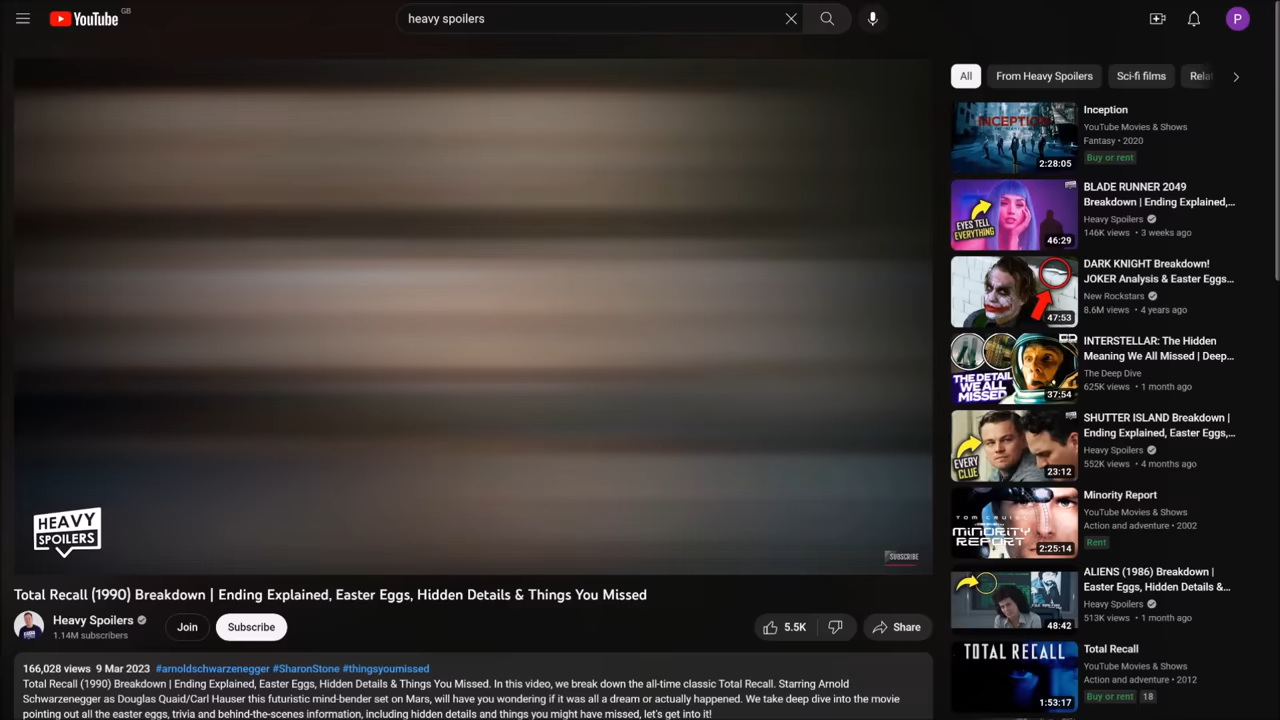 YouTube GB
heavy spoilers
P
All
From Heavy Spoilers
Sci-fi films
Rela
INCEPTION
2:28:05
Inception
YouTube Movies & Shows
Fantasy • 2020
Buy or rent
EYES TELL
EVERYTHING
46:29
BLADE RUNNER 2049
Breakdown | Ending Explained,...
Heavy Spoilers
146K views • 3 weeks ago
47:53
DARK KNIGHT Breakdown!
JOKER Analysis & Easter Eggs...
New Rockstars
8.6M views • 4 years ago
THE DETAIL
WE ALL
MISSED
37:54
INTERSTELLAR: The Hidden
Meaning We All Missed | Deep...
The Deep Dive
625K views • 1 month ago
EVERY
CLUE
23:12
SHUTTER ISLAND Breakdown |
Ending Explained, Easter Eggs,...
Heavy Spoilers
552K views • 4 months ago
TOM CRUISE
MINORITY
REPORT
2:25:14
Minority Report
YouTube Movies & Shows
Action and adventure • 2002
Rent
48:42
ALIENS (1986) Breakdown |
Easter Eggs, Hidden Details &...
Heavy Spoilers
513K views • 1 month ago
TOTAL RECALL
1:53:17
Total Recall
YouTube Movies & Shows
Action and adventure • 2012
Buy or rent 18
HEAVY
SPOILERS
SUBSCRIBE
Total Recall (1990) Breakdown | Ending Explained, Easter Eggs, Hidden Details & Things You Missed
Heavy Spoilers
1.14M subscribers
Join
Subscribe
5.5K
Share
166,028 views 9 Mar 2023 #arnoldschwarzenegger #SharonStone #thingsyoumissed
Total Recall (1990) Breakdown | Ending Explained, Easter Eggs, Hidden Details & Things You Missed. In this video, we break down the all-time classic Total Recall. Starring Arnold
Schwarzenegger as Douglas Quaid/Carl Hauser this futuristic mind-bender set on Mars, will have you wondering if it was all a dream or actually happened. We take deep dive into the movie
pointing out all the easter eggs, trivia and behind-the-scenes information, including hidden details and things you might have missed, let's get into it!